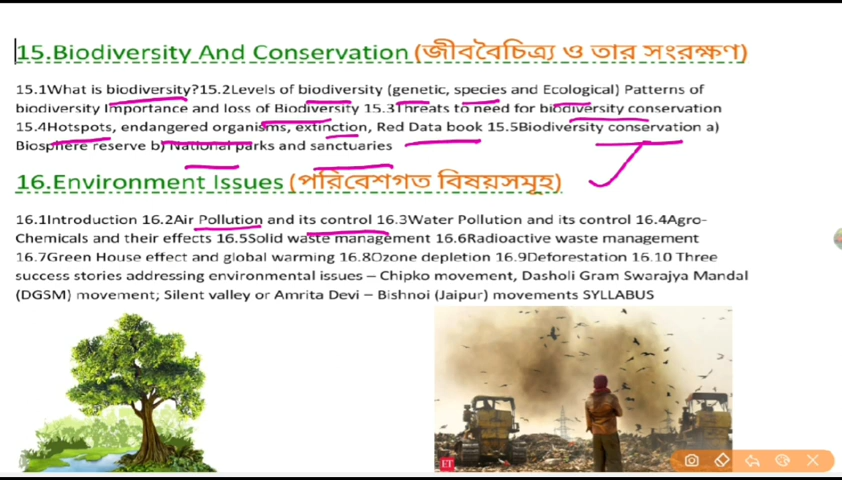 15.Biodiversity And Conservation (জীববৈচিত্র্য ও তার সংরক্ষণ)
15.1What is biodiversity?15.2Levels of biodiversity (genetic, species and Ecological) Patterns of
biodiversity Importance and loss of Biodiversity 15.3Threats to need for biodiversity conservation
15.4Hotspots, endangered organisms, extinction, Red Data book 15.5Biodiversity conservation a)
Biosphere reserve b) National parks and sanctuaries
16.Environment Issues (পরিবেশগত বিষয়সমূহ)
16.1Introduction 16.2Air Pollution and its control 16.3Water Pollution and its control 16.4Agro-
Chemicals and their effects 16.5Solid waste management 16.6Radioactive waste management
16.7Green House effect and global warming 16.8Ozone depletion 16.9Deforestation 16.10 Three
success stories addressing environmental issues – Chipko movement, Dasholi Gram Swarajya Mandal
(DGSM) movement; Silent valley or Amrita Devi – Bishnoi (Jaipur) movements SYLLABUS
ET